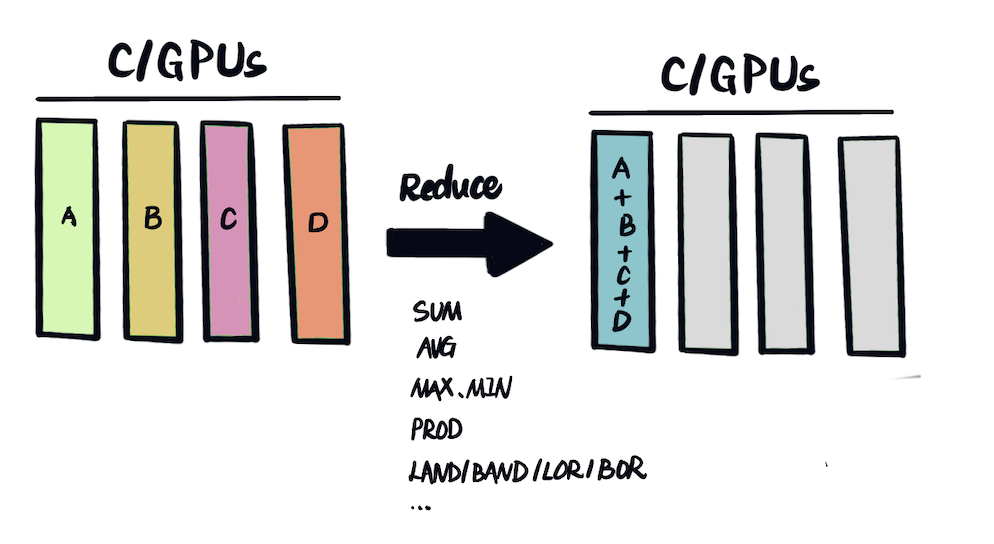 C/GPUs
A B C D
Reduce
SUM
AVG
MAX、MIN
PROD
LAND/BAND/LOR/BOR
...
C/GPUs
A
+
B
+
C
+
D